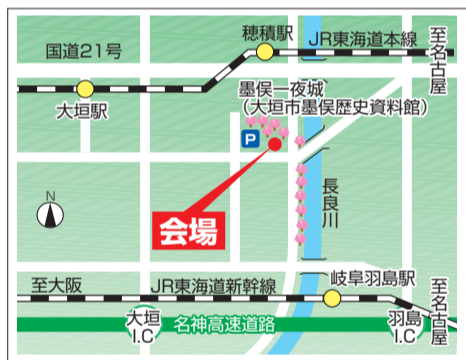 穂積駅
JR東海道本線
至名古屋
国道21号
大垣駅
墨俣一夜城
(大垣市墨俣歴史資料館)
P
N
会場
長良川
至大阪
JR東海道新幹線
岐阜羽島駅
至名古屋
大垣
I.C
名神高速道路
羽島
I.C